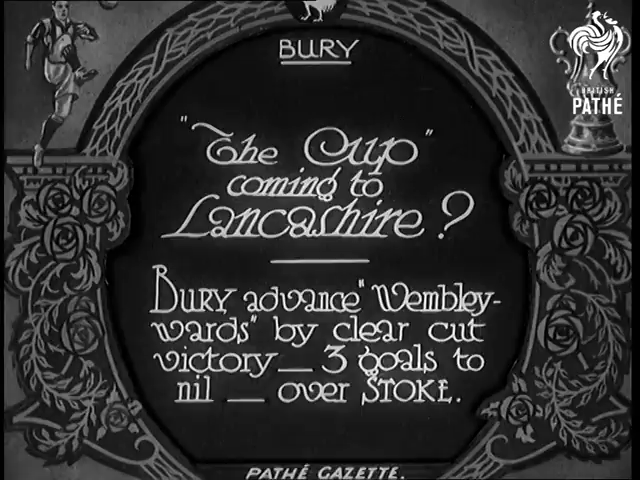 BRITISH
PATHÉ
BURY
"The Cup"
coming to
Lancashire?
BURY advance "Wembley-
wards" by clear cut
victory — 3 goals to
nil — over STOKE.
PATHÉ GAZETTE.